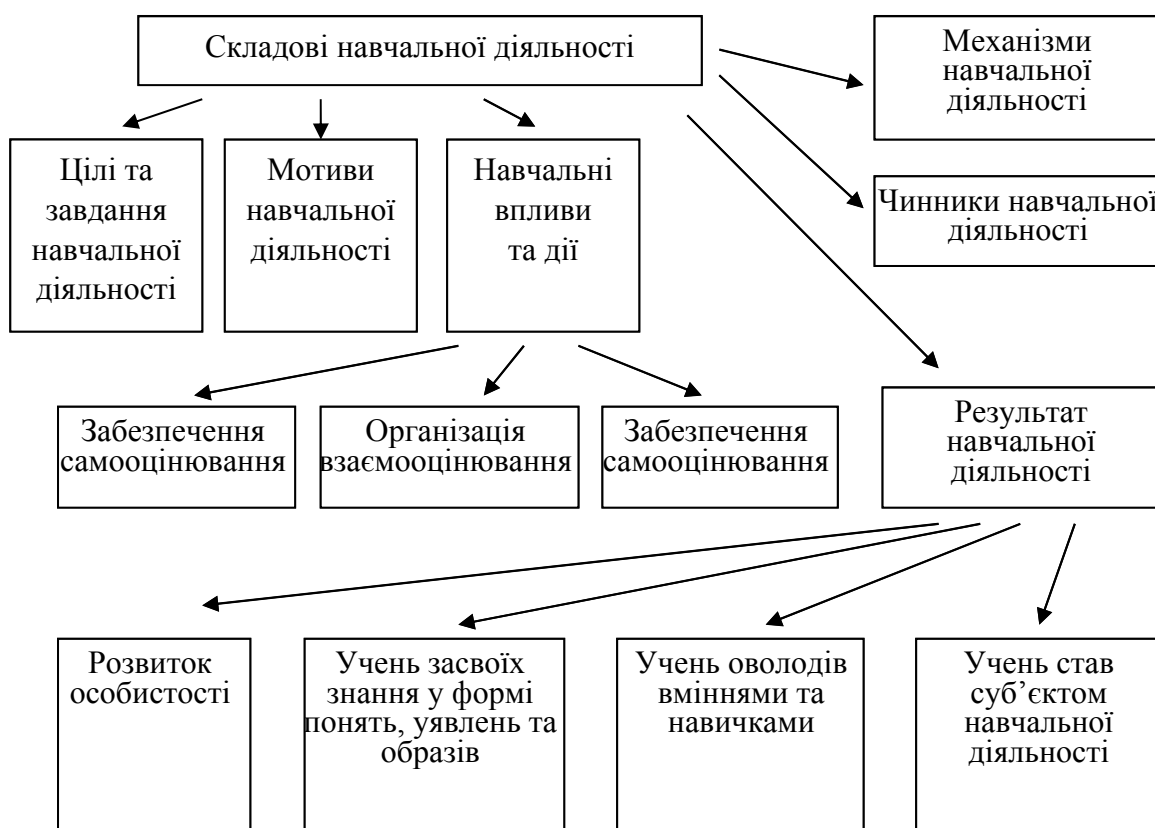 Складові навчальної діяльності
Механізми
навчальної
діяльності
Цілі та
завдання
навчальної
діяльності
Мотиви
навчальної
діяльності
Навчальні
впливи
та дії
Чинники навчальної
діяльності
Забезпечення
самооцінювання
Організація
взаємооцінювання
Забезпечення
самооцінювання
Результат
навчальної
діяльності
Розвиток
особистості
Учень засвоїх
знання у формі
понять, уявлень та
образів
Учень оволодів
вміннями та
навичками
Учень став
суб’єктом
навчальної
діяльності